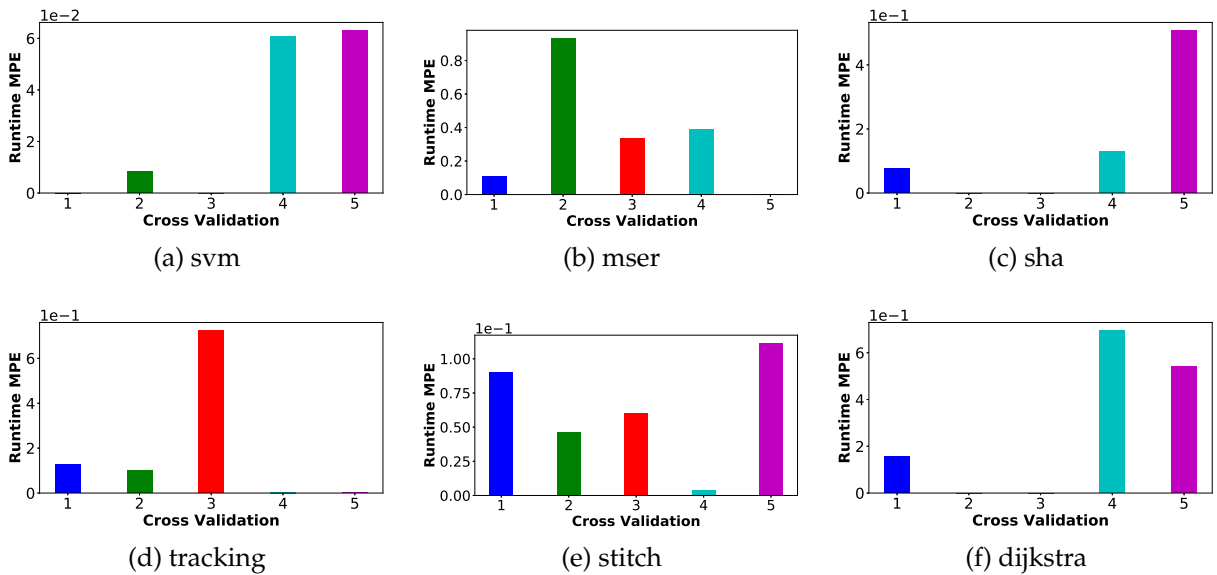 1e−2
6
4
2
0
Runtime MPE
1 2 3 4 5
Cross Validation
(a) svm
0.8
0.6
0.4
0.2
0.0
Runtime MPE
1 2 3 4 5
Cross Validation
(b) mser
1e−1
4
2
0
Runtime MPE
1 2 3 4 5
Cross Validation
(c) sha
1e−1
6
4
2
0
Runtime MPE
1 2 3 4 5
Cross Validation
(d) tracking
1e−1
1.00
0.75
0.50
0.25
0.00
Runtime MPE
1 2 3 4 5
Cross Validation
(e) stitch
1e−1
6
4
2
0
Runtime MPE
1 2 3 4 5
Cross Validation
(f) dijkstra